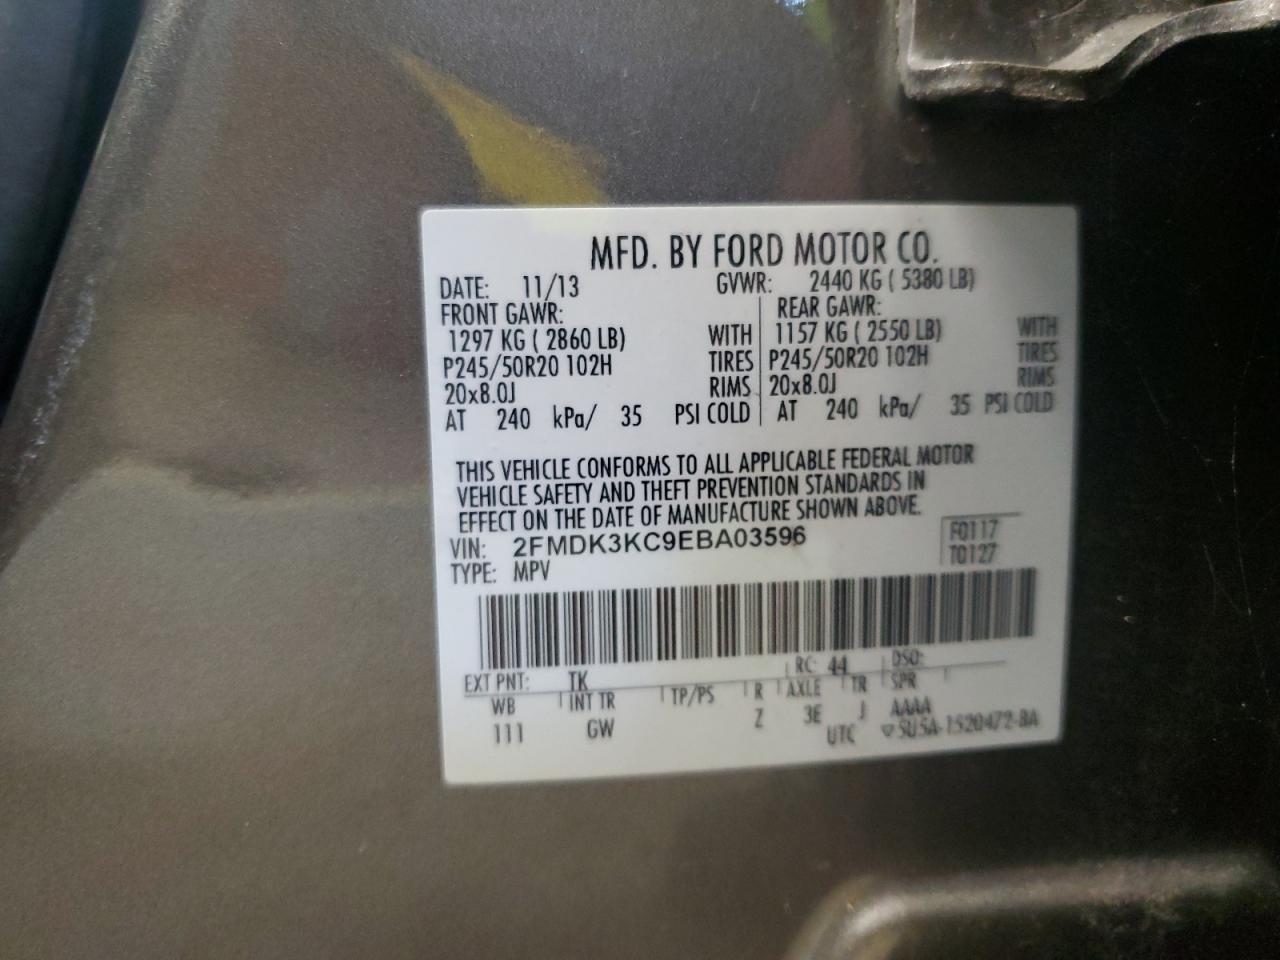 MFD. BY FORD MOTOR CO.
DATE: 11/13 GVWR: 2440 KG ( 5380 LB)
FRONT GAWR: REAR GAWR:
1297 KG ( 2860 LB) WITH 1157 KG ( 2550 LB) WITH
P245/50R20 102H TIRES P245/50R20 102H TIRES
20x8.0J RIMS 20x8.0J RIMS
AT 240 kPa/ 35 PSI COLD AT 240 kPa/ 35 PSI COLD
THIS VEHICLE CONFORMS TO ALL APPLICABLE FEDERAL MOTOR
VEHICLE SAFETY AND THEFT PREVENTION STANDARDS IN
EFFECT ON THE DATE OF MANUFACTURE SHOWN ABOVE.
VIN: 2FMDK3KC9EBA03596 F0117
TYPE: MPV T0127
EXT PNT: TK RC: 44 DSO:
WB INT TR TP/PS R AXLE TR SPR
111 GW Z 3E J AAAA
UTC ▽5U5A-1520472-BA